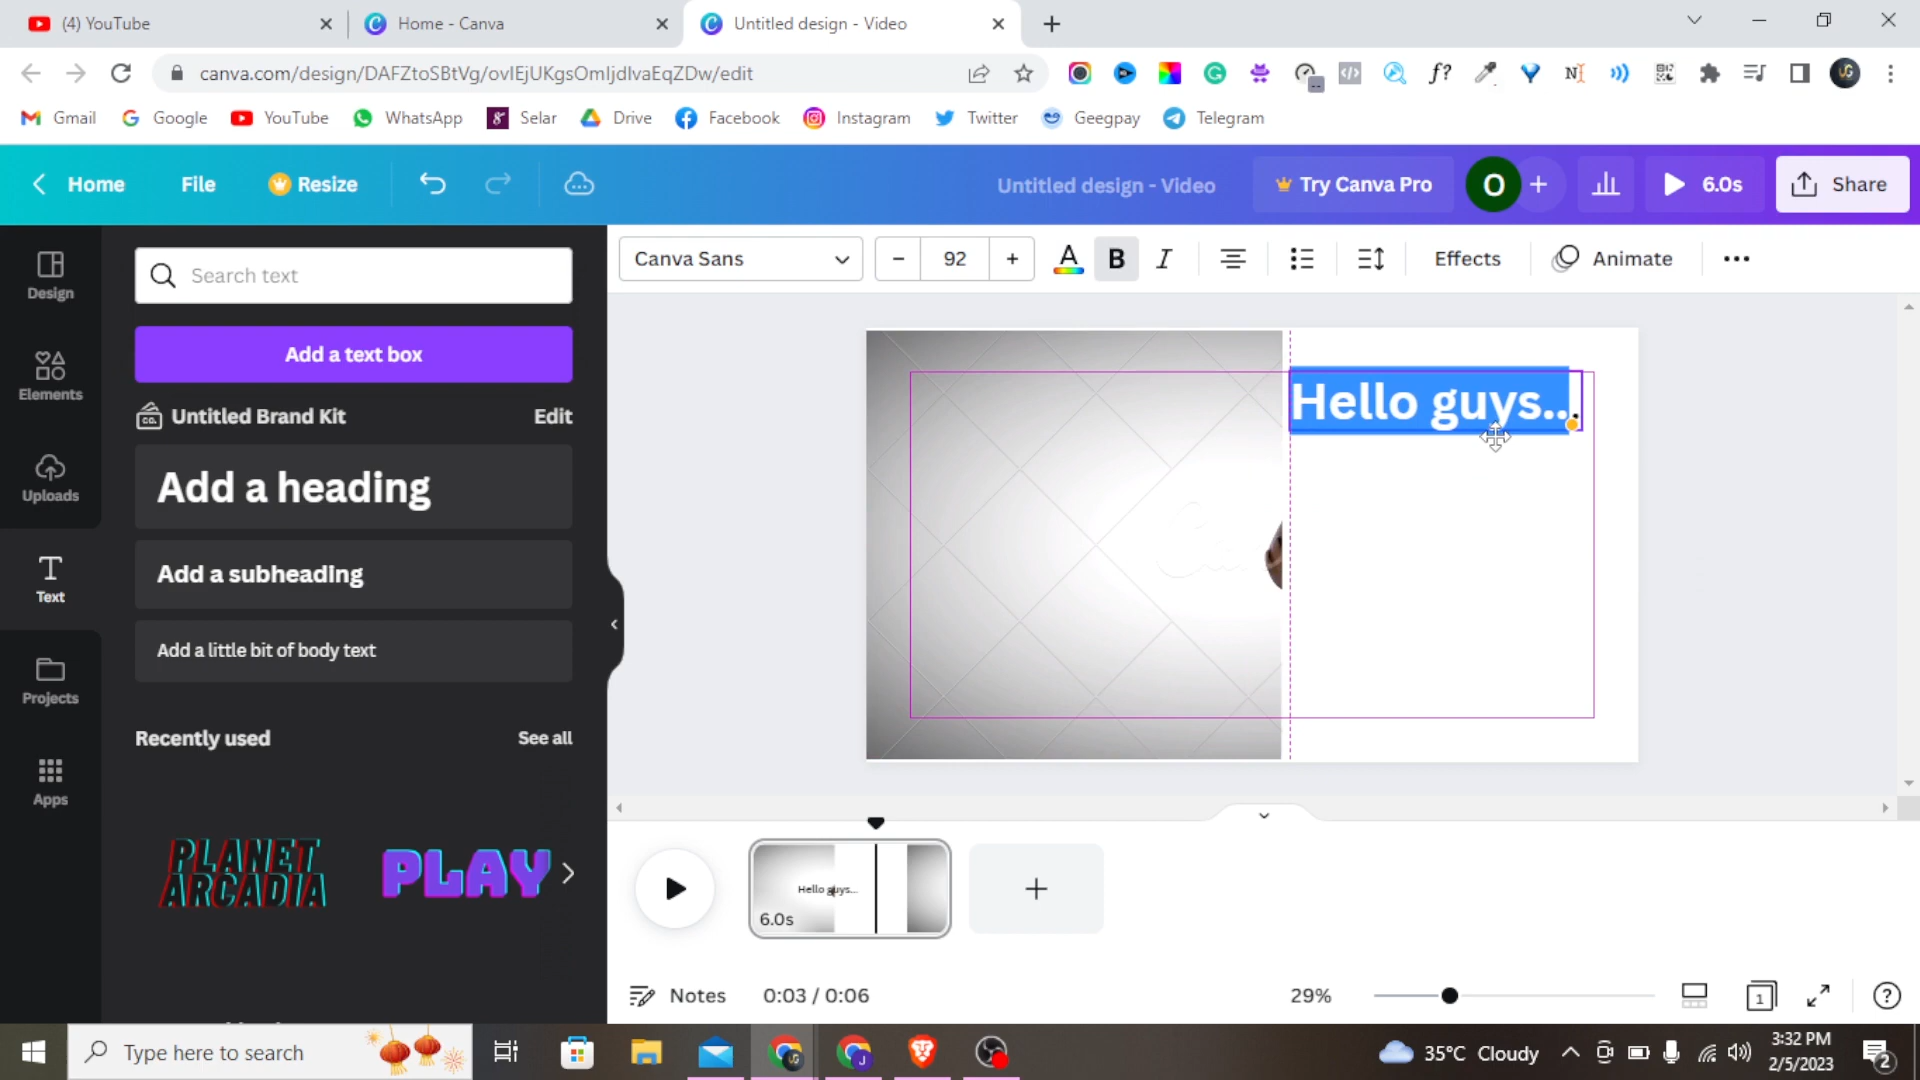 (4) YouTube
Home - Canva
Untitled design - Video
canva.com/design/DAFZtoSBtVg/ovIEjUKgsOmIjdlvaEqZDw/edit
Gmail
Google
YouTube
WhatsApp
Selar
Drive
Facebook
Instagram
Twitter
Geegpay
Telegram
Home
File
Resize
Untitled design - Video
Try Canva Pro
O
6.0s
Share
Design
Elements
Uploads
Text
Projects
Apps
Search text
Add a text box
Untitled Brand Kit
Edit
Add a heading
Add a subheading
Add a little bit of body text
Recently used
See all
PLANET
ARCADIA
PLAY
Canva Sans
92
A
B
I
Effects
Animate
Hello guys...
Hello guys...
6.0s
Notes
0:03 / 0:06
29%
1
Type here to search
35°C Cloudy
3:32 PM
2/5/2023
2